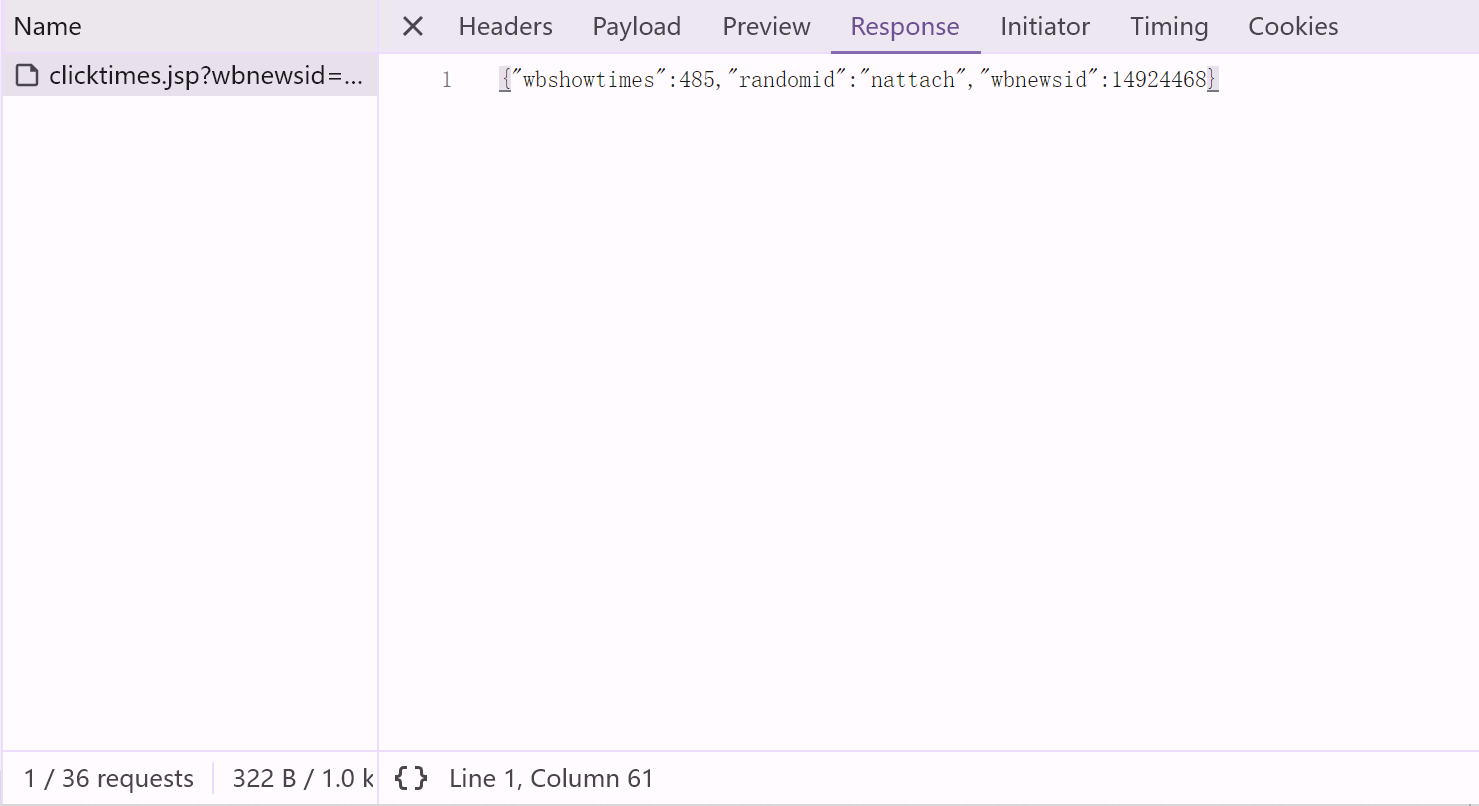 Name
Headers Payload Preview Response Initiator Timing Cookies
clicktimes.jsp?wbnewsid=...
1 {"wbshowtimes":485,"randomid":"nattach","wbnewsid":14924468}
1 / 36 requests 322 B / 1.0 k {} Line 1, Column 61